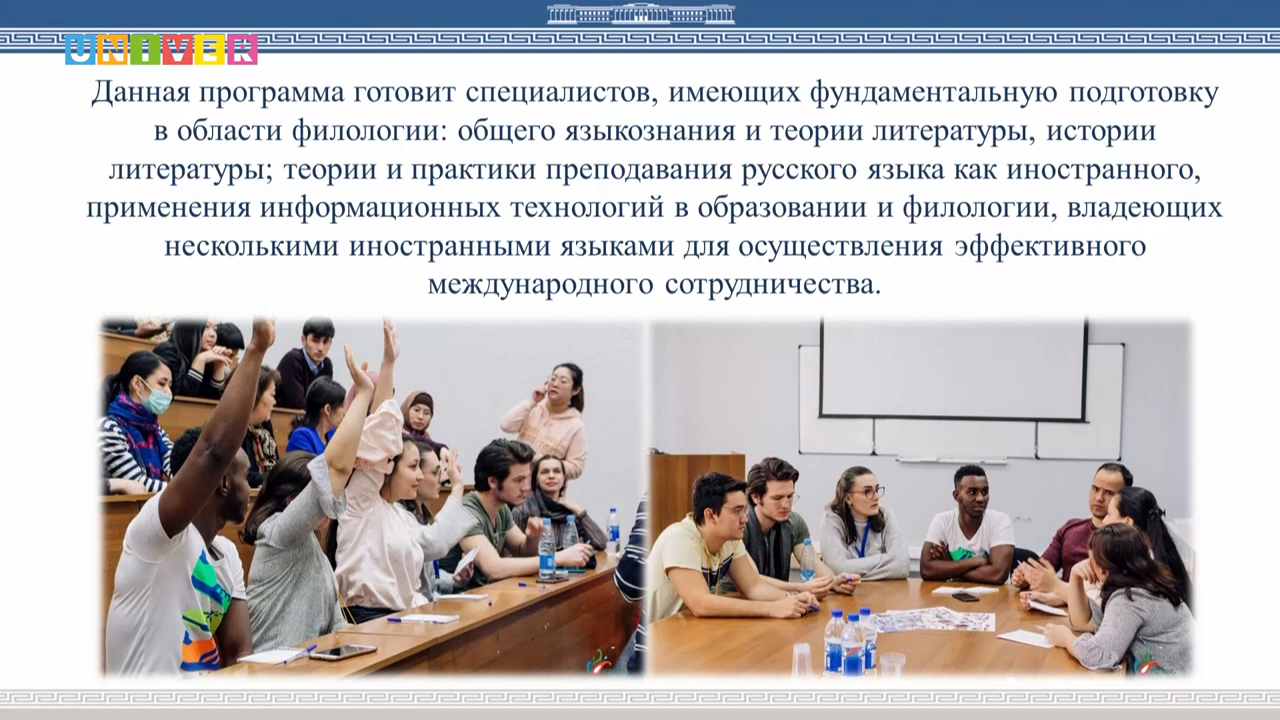 UNIVER
Данная программа готовит специалистов, имеющих фундаментальную подготовку
в области филологии: общего языкознания и теории литературы, истории
литературы; теории и практики преподавания русского языка как иностранного,
применения информационных технологий в образовании и филологии, владеющих
несколькими иностранными языками для осуществления эффективного
международного сотрудничества.